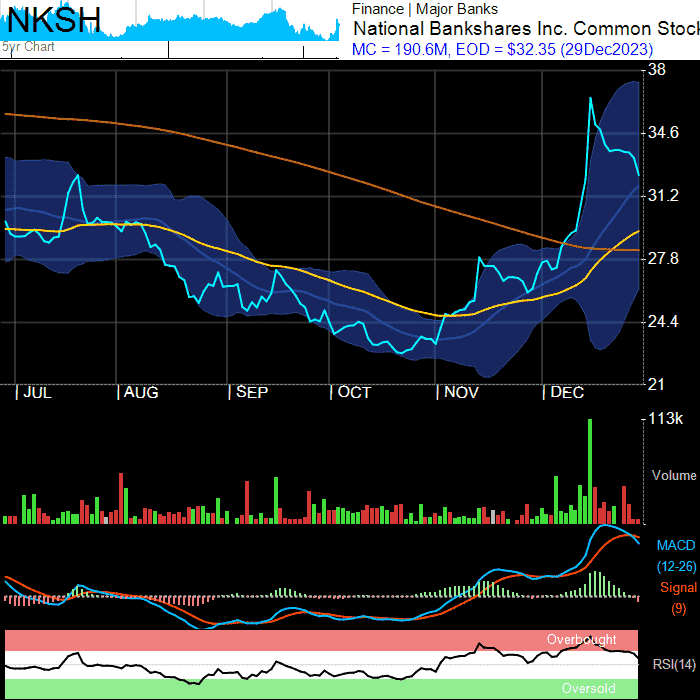 NKSH
5yr Chart
Finance | Major Banks
National Bankshares Inc. Common Stock
MC = 190.6M, EOD = $32.35 (29Dec2023)
38
34.6
31.2
27.8
24.4
21
| JUL | AUG | SEP | OCT | NOV | DEC
113k
Volume
MACD
(12-26)
Signal
(9)
Overbought
RSI(14)
Oversold